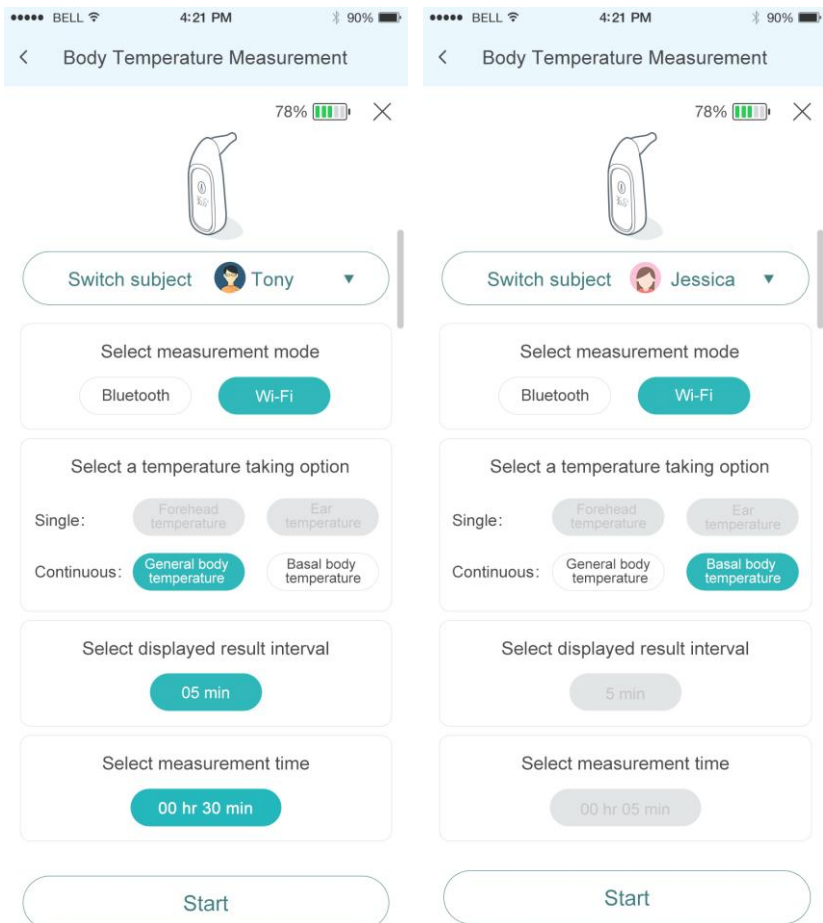 BELL 4:21 PM 90%
Body Temperature Measurement
78%
Switch subject Tony
Select measurement mode
Bluetooth Wi-Fi
Select a temperature taking option
Single: Forehead temperature Ear temperature
Continuous: General body temperature Basal body temperature
Select displayed result interval
05 min
Select measurement time
00 hr 30 min
Start
BELL 4:21 PM 90%
Body Temperature Measurement
78%
Switch subject Jessica
Select measurement mode
Bluetooth Wi-Fi
Select a temperature taking option
Single: Forehead temperature Ear temperature
Continuous: General body temperature Basal body temperature
Select displayed result interval
5 min
Select measurement time
00 hr 05 min
Start